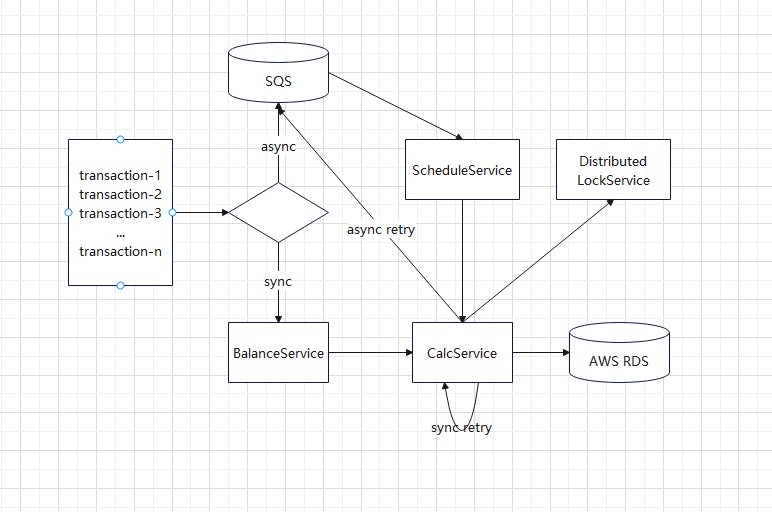 SQS
async
transaction-1
transaction-2
transaction-3
...
transaction-n
ScheduleService
Distributed
LockService
async retry
sync
BalanceService
CalcService
AWS RDS
sync retry